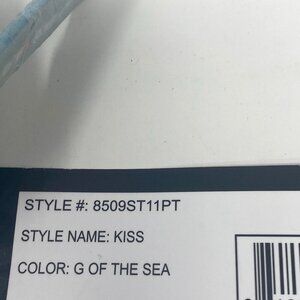 STYLE #: 8509ST11PT
STYLE NAME: KISS
COLOR: G OF THE SEA